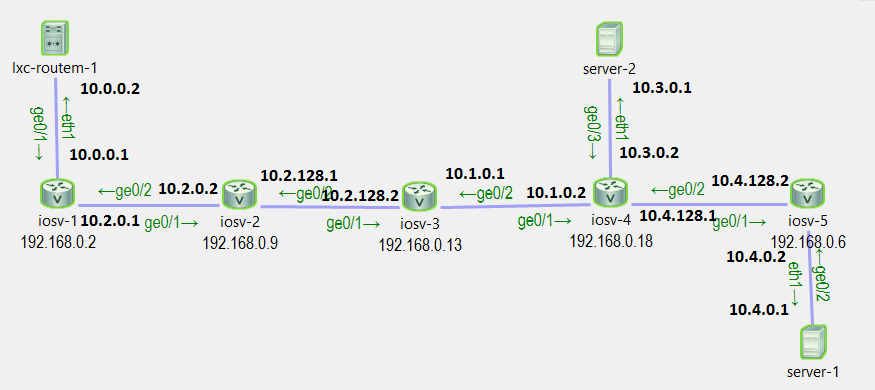 lxc-routem-1
server-2
10.0.0.2
10.3.0.1
ge0/1→
←eth1
ge0/3→
←eth1
10.0.0.1
10.3.0.2
←ge0/2
10.2.0.2
10.2.128.1
←ge0/2
10.2.128.2
10.1.0.1
←ge0/2
10.1.0.2
←ge0/2
10.4.128.2
iosv-1
10.2.0.1
ge0/1→
iosv-2
ge0/1→
iosv-3
ge0/1→
iosv-4
10.4.128.1
ge0/1→
iosv-5
192.168.0.2
192.168.0.9
192.168.0.13
192.168.0.18
192.168.0.6
10.4.0.2
eth1→
←ge0/2
10.4.0.1
server-1